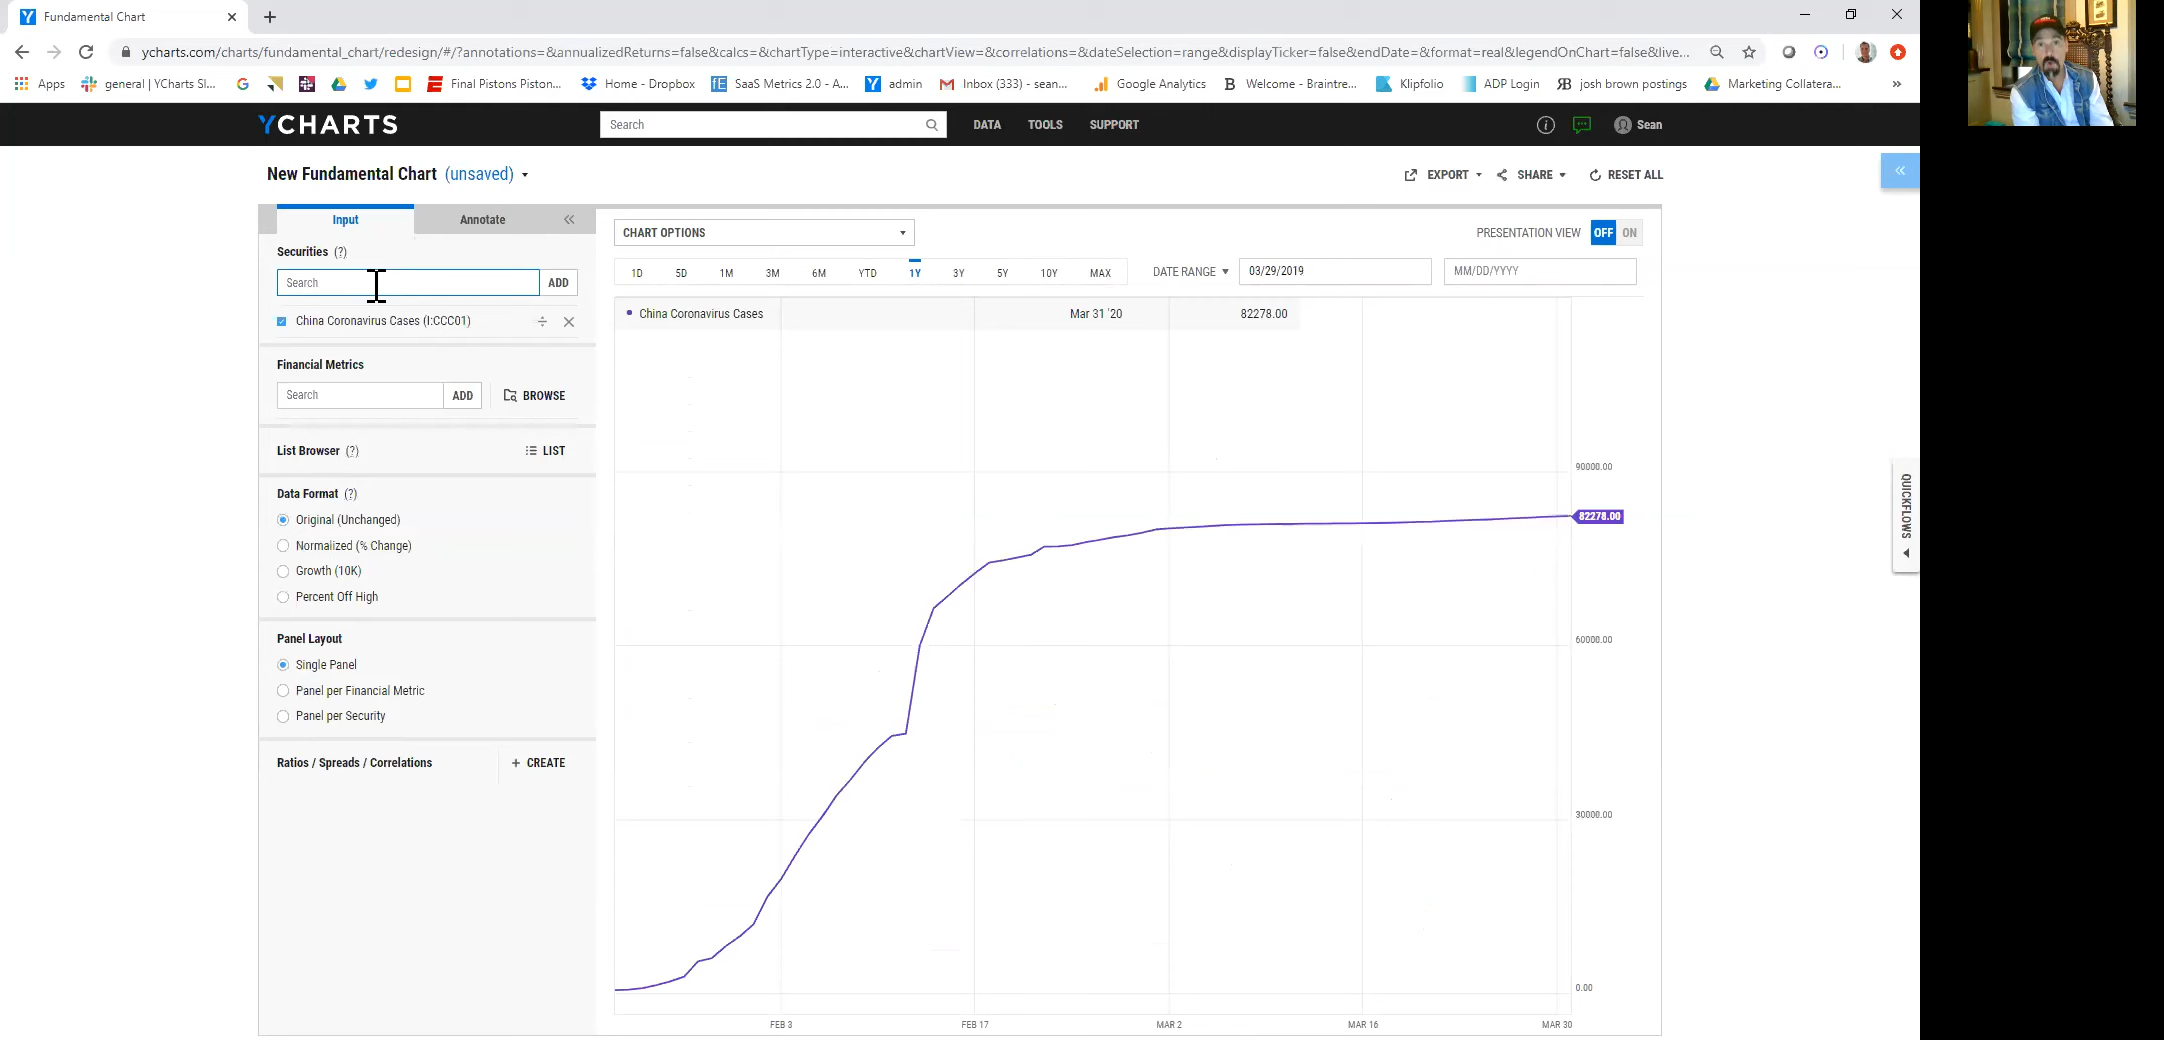 Fundamental Chart
ycharts.com/charts/fundamental_chart/redesign/#/?annotations=&annualizedReturns=false&calcs=&chartType=interactive&chartView=&correlations=&dateSelection=range&displayTicker=false&endDate=&format=real&legendOnChart=false&live...
Apps general | YCharts Sl... Final Pistons Piston... Home - Dropbox SaaS Metrics 2.0 - A... admin Inbox (333) - sean... Google Analytics Welcome - Braintre... Klipfolio ADP Login josh brown postings Marketing Collatera... »
YCHARTS Search DATA TOOLS SUPPORT Sean
New Fundamental Chart (unsaved) EXPORT SHARE RESET ALL
Input Annotate «
CHART OPTIONS PRESENTATION VIEW OFF ON
Securities (?)
1D 5D 1M 3M 6M YTD 1Y 3Y 5Y 10Y MAX DATE RANGE 03/29/2019 MM/DD/YYYY
Search ADD
China Coronavirus Cases Mar 31 '20 82278.00
China Coronavirus Cases (I:CCC01)
Financial Metrics
Search ADD BROWSE
List Browser (?) LIST
Data Format (?)
Original (Unchanged)
Normalized (% Change)
Growth (10K)
Percent Off High
Panel Layout
Single Panel
Panel per Financial Metric
Panel per Security
Ratios / Spreads / Correlations + CREATE
90000.00
82278.00
60000.00
30000.00
0.00
FEB 3 FEB 17 MAR 2 MAR 16 MAR 30
QUICKFLOWS